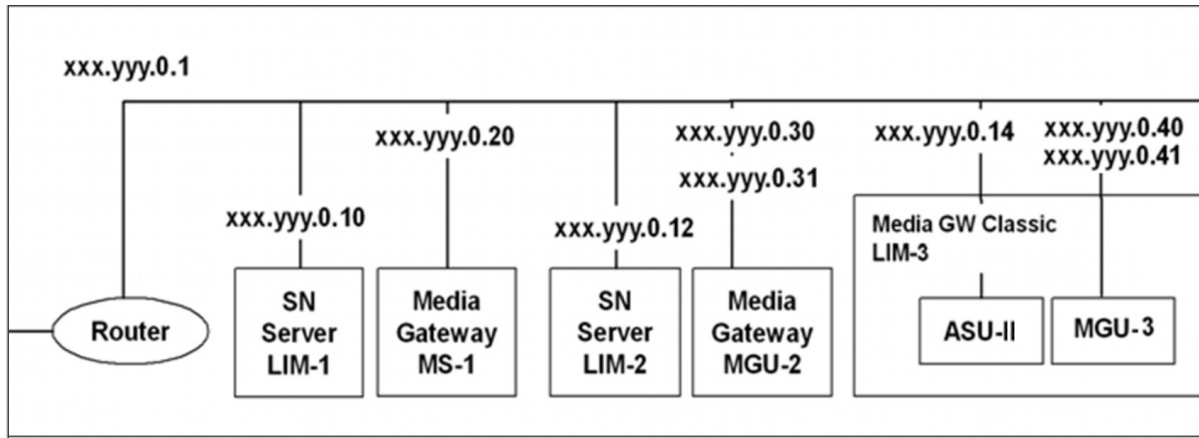 xxx.yyy.0.1
xxx.yyy.0.20
xxx.yyy.0.30
xxx.yyy.0.31
xxx.yyy.0.14
xxx.yyy.0.40
xxx.yyy.0.41
xxx.yyy.0.10
xxx.yyy.0.12
Router
SN
Server
LIM-1
Media
Gateway
MS-1
SN
Server
LIM-2
Media
Gateway
MGU-2
Media GW Classic
LIM-3
ASU-II
MGU-3